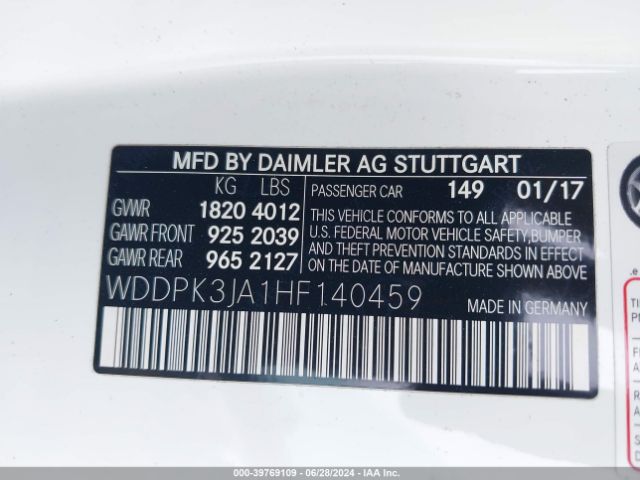 MFD BY DAIMLER AG STUTTGART
KG LBS
GVWR 1820 4012
GAWR FRONT 925 2039
GAWR REAR 965 2127
PASSENGER CAR 149 01/17
THIS VEHICLE CONFORMS TO ALL APPLICABLE
U.S. FEDERAL MOTOR VEHICLE SAFETY,BUMPER
AND THEFT PREVENTION STANDARDS IN EFFECT
ON THE DATE OF MANUFACTURE SHOWN ABOVE.
WDDPK3JA1HF140459
MADE IN GERMANY
000-39769109 - 06/28/2024 - IAA Inc.